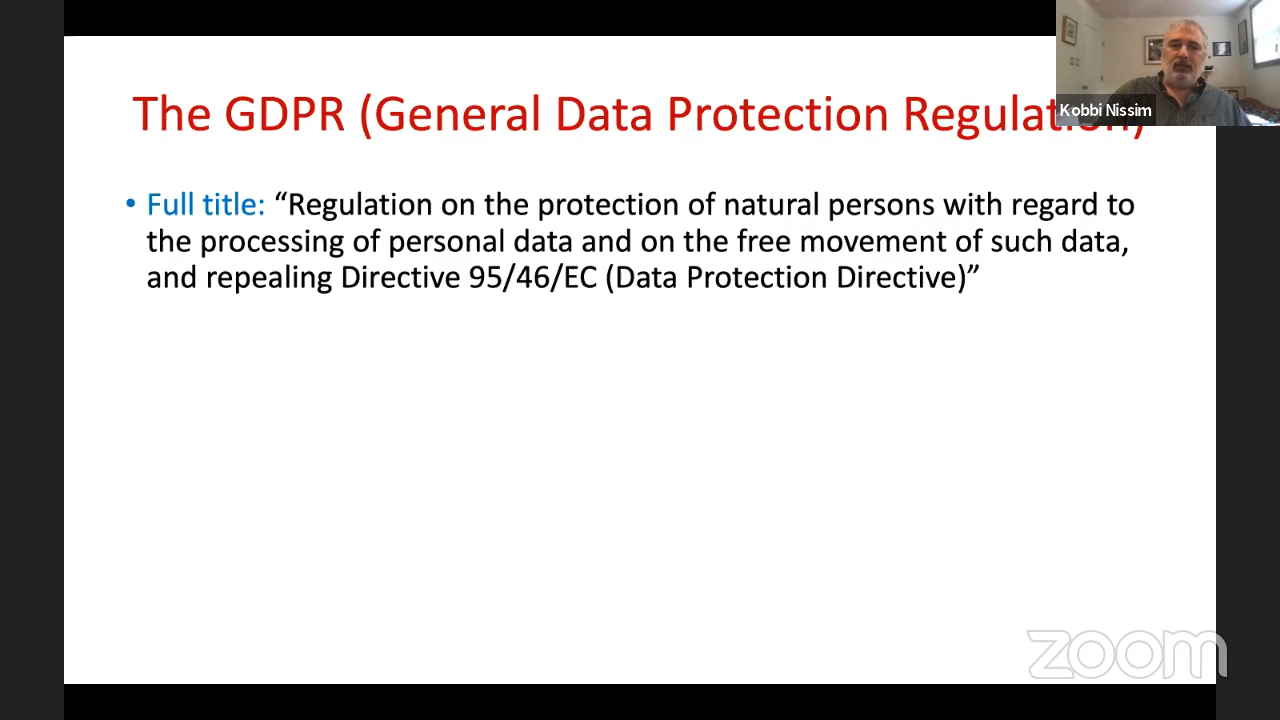 The GDPR (General Data Protection Regulation)
Kobbi Nissim
• Full title: “Regulation on the protection of natural persons with regard to
the processing of personal data and on the free movement of such data,
and repealing Directive 95/46/EC (Data Protection Directive)”
zoom